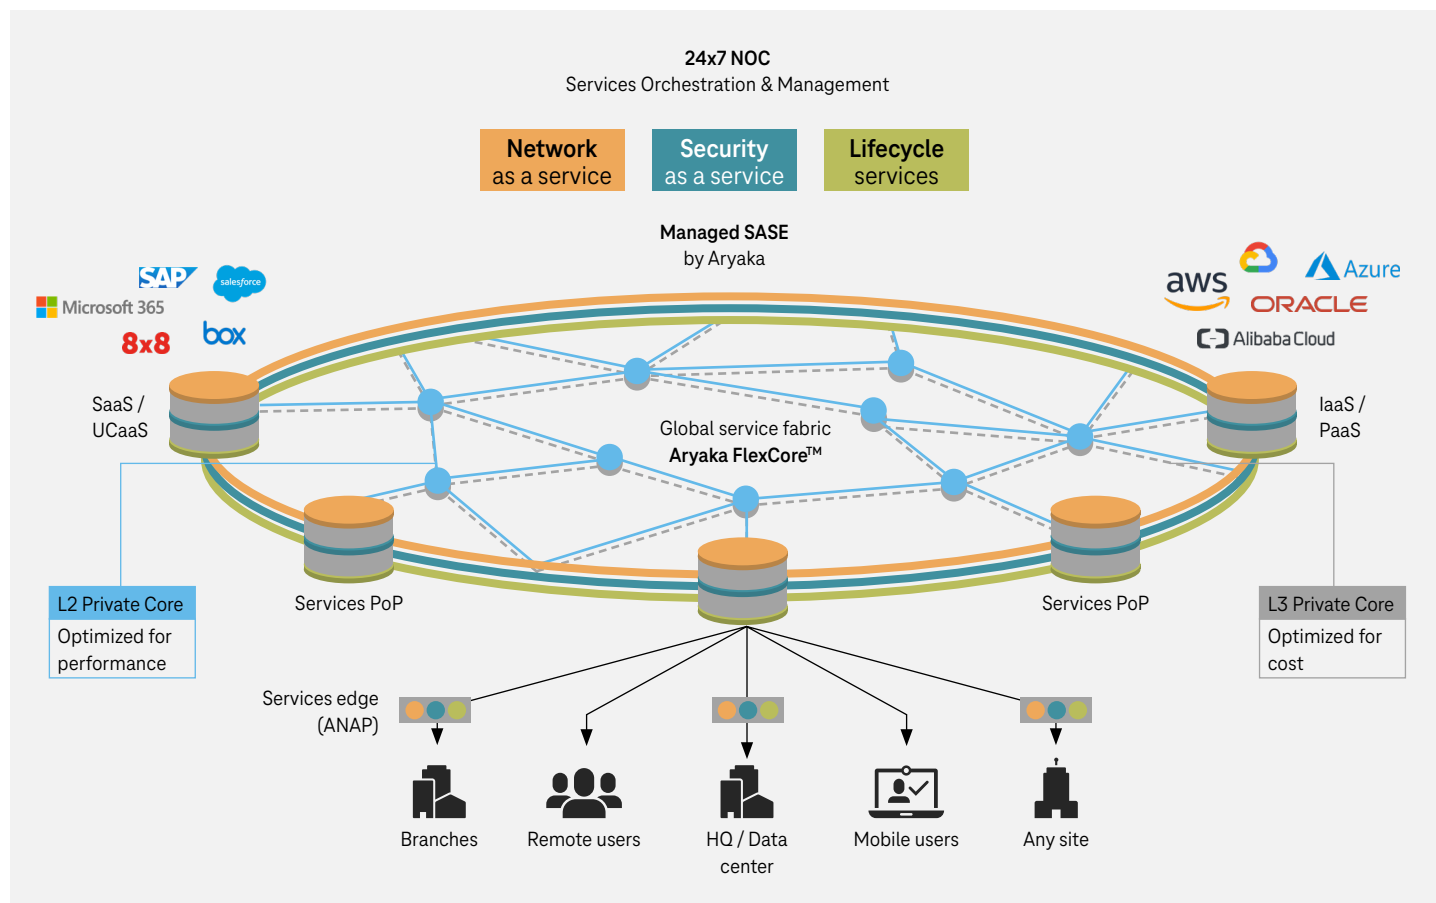 24x7 NOC
Services Orchestration & Management
Network
as a service
Security
as a service
Lifecycle
services
Managed SASE
by Aryaka
SAP
salesforce
Microsoft 365
8x8
box
aws
Azure
ORACLE
Alibaba Cloud
SaaS /
UCaaS
IaaS /
PaaS
Global service fabric
Aryaka FlexCore™
L2 Private Core
Optimized for
performance
Services PoP
Services PoP
L3 Private Core
Optimized for
cost
Services edge
(ANAP)
Branches
Remote users
HQ / Data
center
Mobile users
Any site